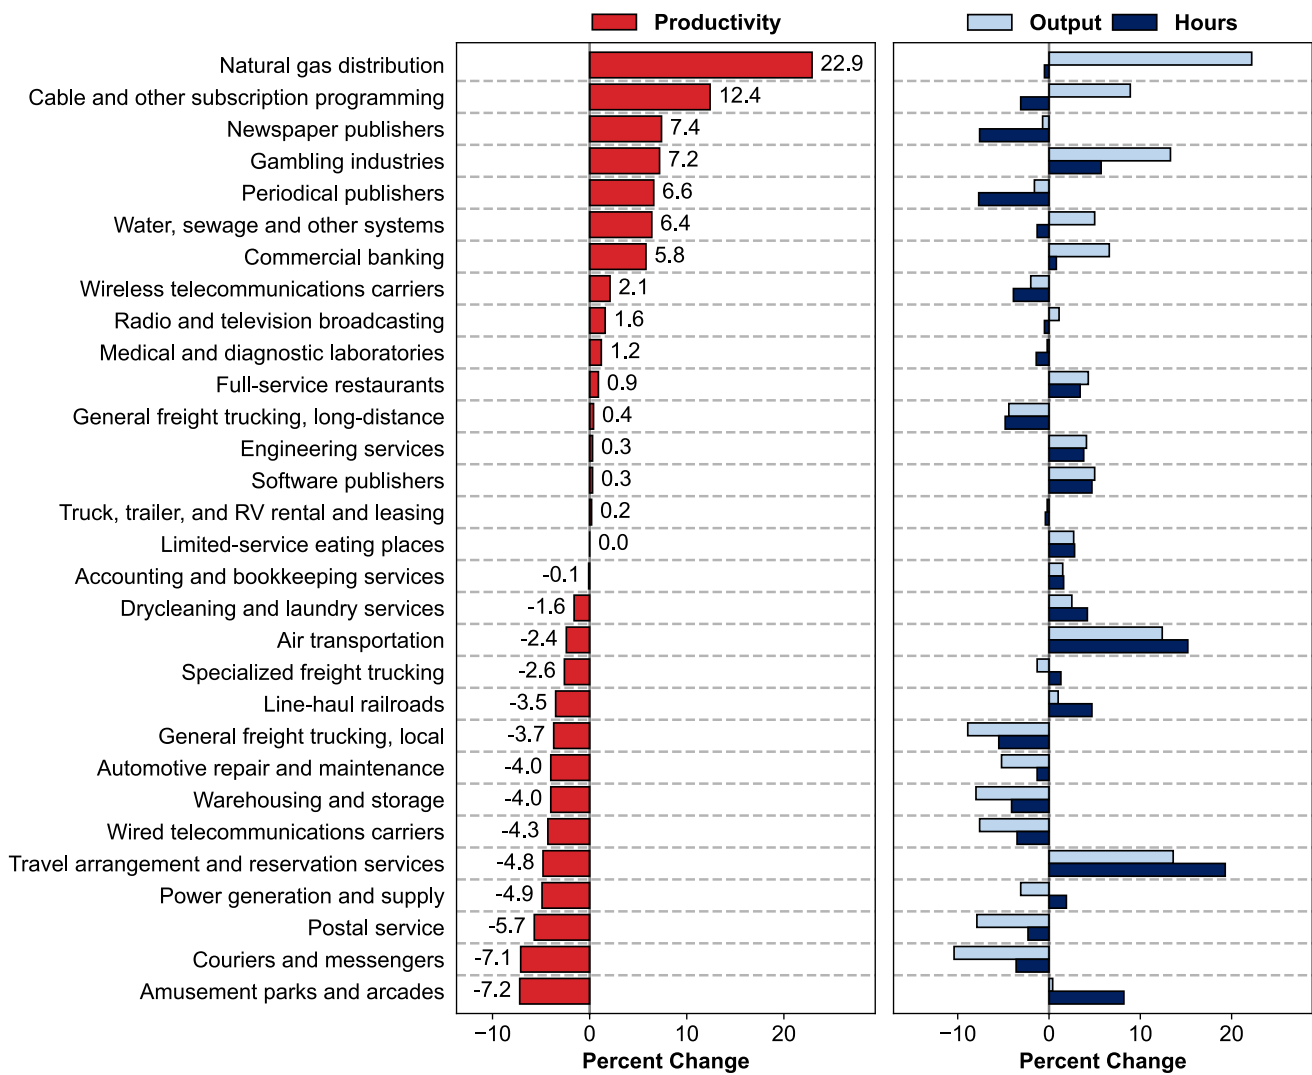 Productivity
Output Hours
Natural gas distribution 22.9
Cable and other subscription programming 12.4
Newspaper publishers 7.4
Gambling industries 7.2
Periodical publishers 6.6
Water, sewage and other systems 6.4
Commercial banking 5.8
Wireless telecommunications carriers 2.1
Radio and television broadcasting 1.6
Medical and diagnostic laboratories 1.2
Full-service restaurants 0.9
General freight trucking, long-distance 0.4
Engineering services 0.3
Software publishers 0.3
Truck, trailer, and RV rental and leasing 0.2
Limited-service eating places 0.0
Accounting and bookkeeping services -0.1
Drycleaning and laundry services -1.6
Air transportation -2.4
Specialized freight trucking -2.6
Line-haul railroads -3.5
General freight trucking, local -3.7
Automotive repair and maintenance -4.0
Warehousing and storage -4.0
Wired telecommunications carriers -4.3
Travel arrangement and reservation services -4.8
Power generation and supply -4.9
Postal service -5.7
Couriers and messengers -7.1
Amusement parks and arcades -7.2
−10 0 10 20
−10 0 10 20
Percent Change
Percent Change